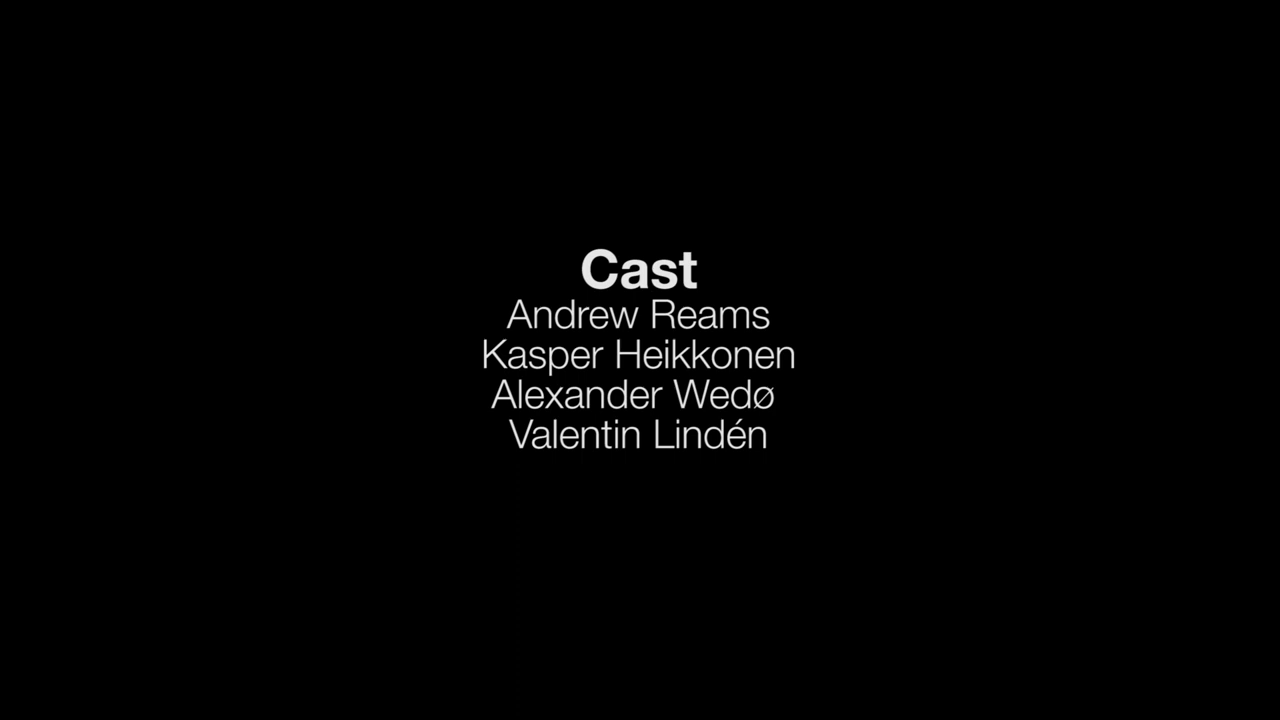 Cast
Andrew Reams
Kasper Heikkonen
Alexander Wedø
Valentin Lindén